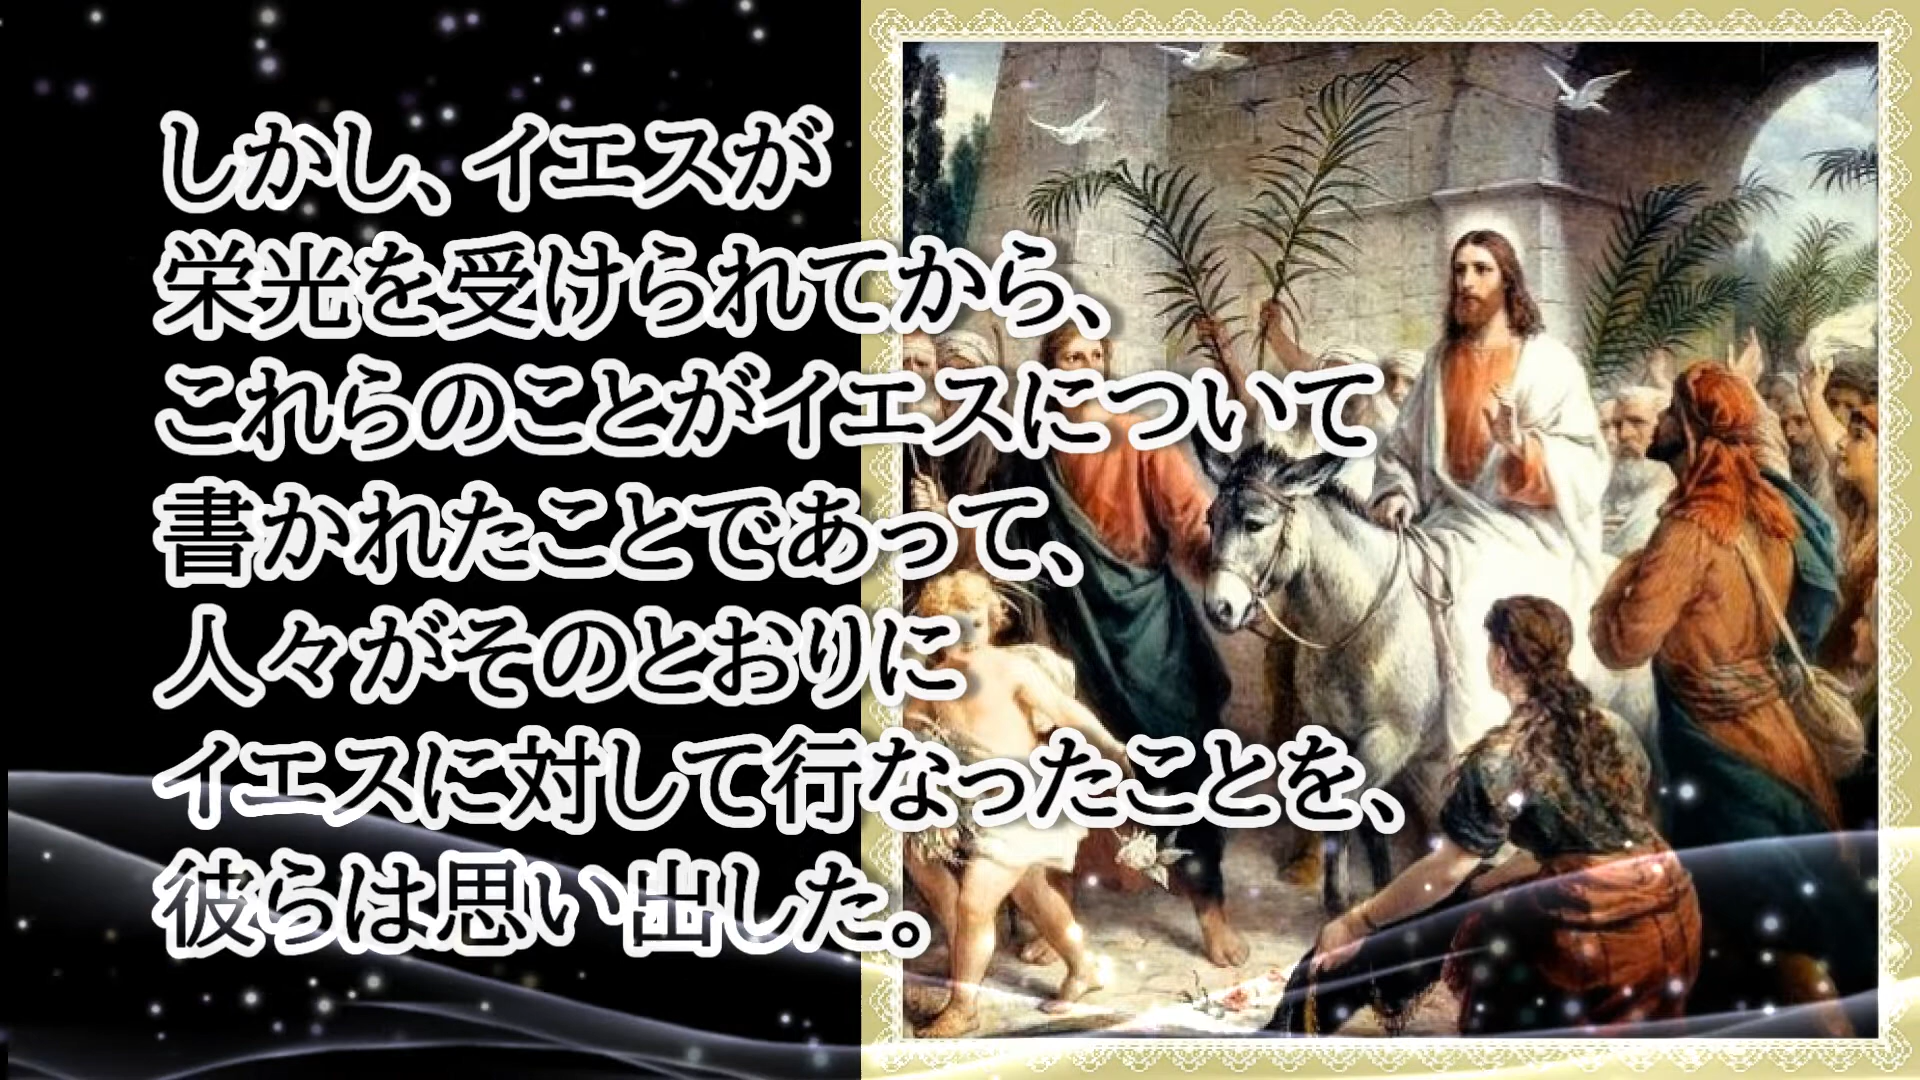 しかし、イエスが
栄光を受けられてから、
これらのことがイエスについて
書かれたことであって、
人々がそのとおりに
イエスに対して行なったことを、
彼らは思い出した。